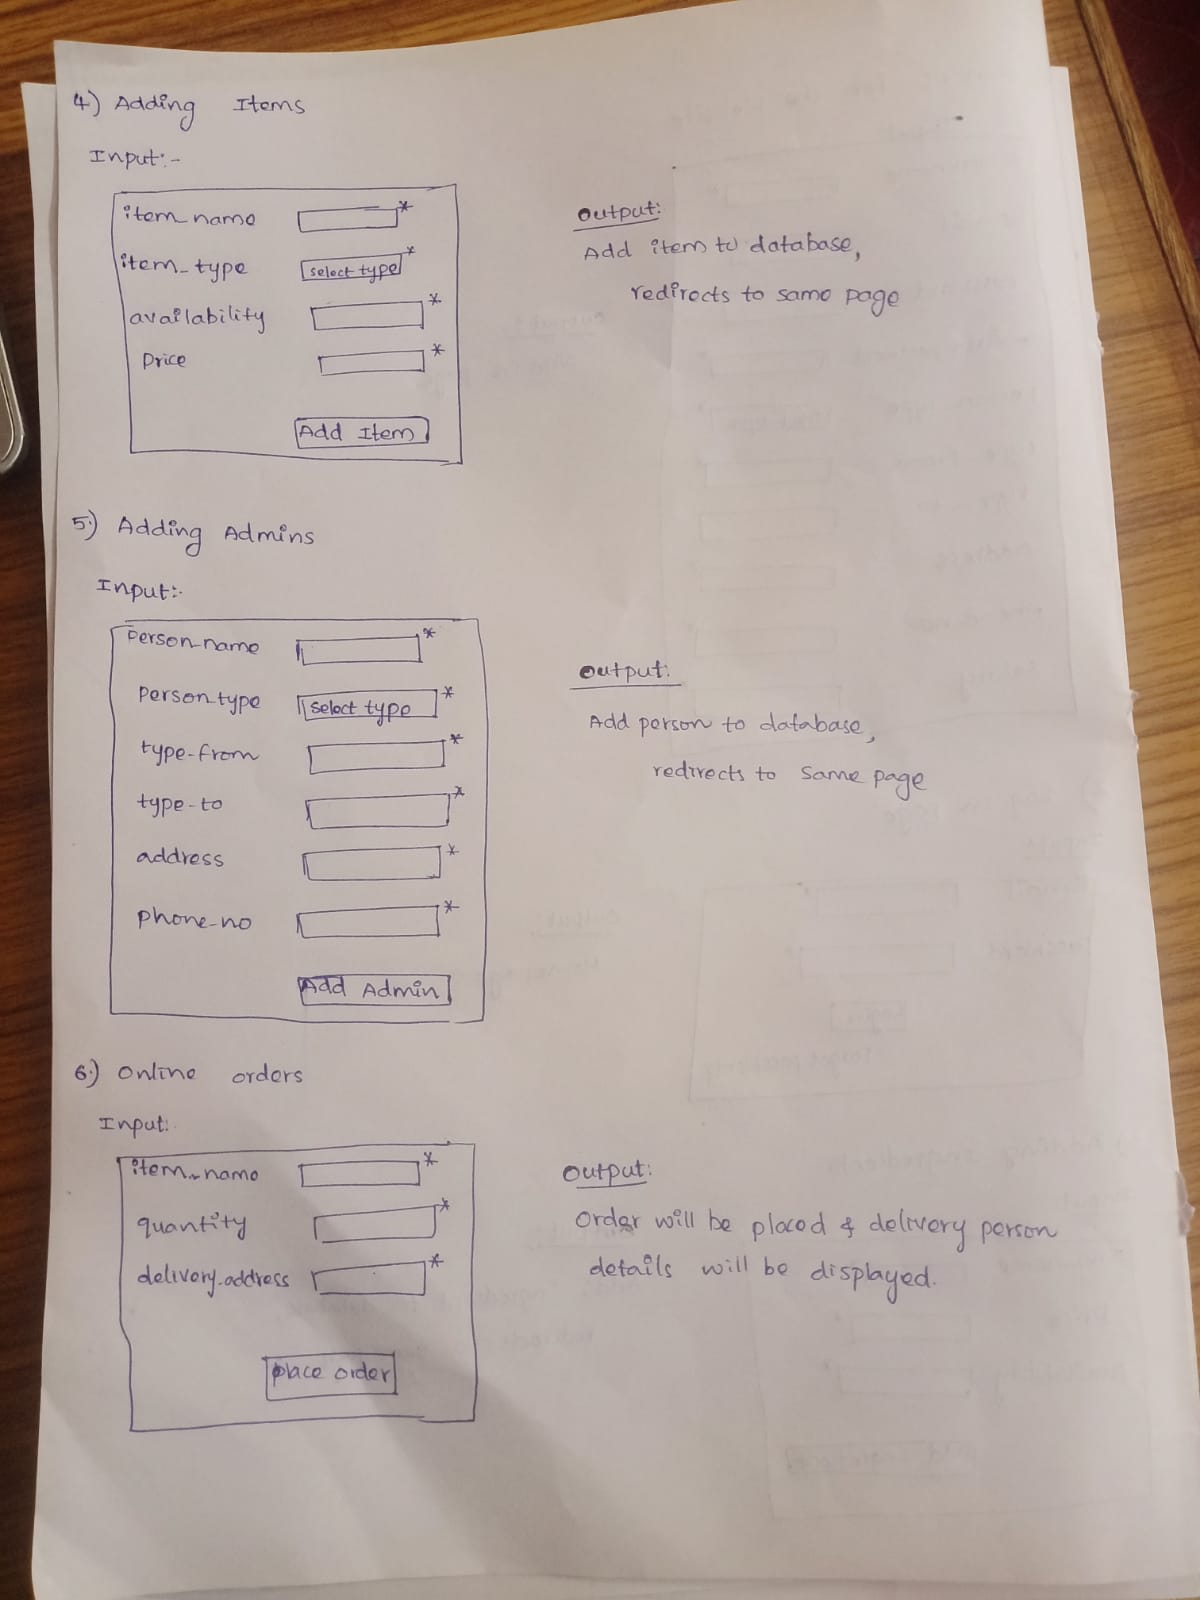 4) Adding Items
Input:-
item_name *
item_type select type *
availability *
Price *
Add Item
Output:
Add item to database,
redirects to same page
5.) Adding Admins
Input:-
Person_name *
Person_type select type *
type-from *
type-to *
address *
phone_no *
Add Admin
Output:
Add person to database,
redirects to same page
6.) Online orders
Input:
item_name *
quantity *
delivery_address *
place order
Output:
Order will be placed & delivery person
details will be displayed.